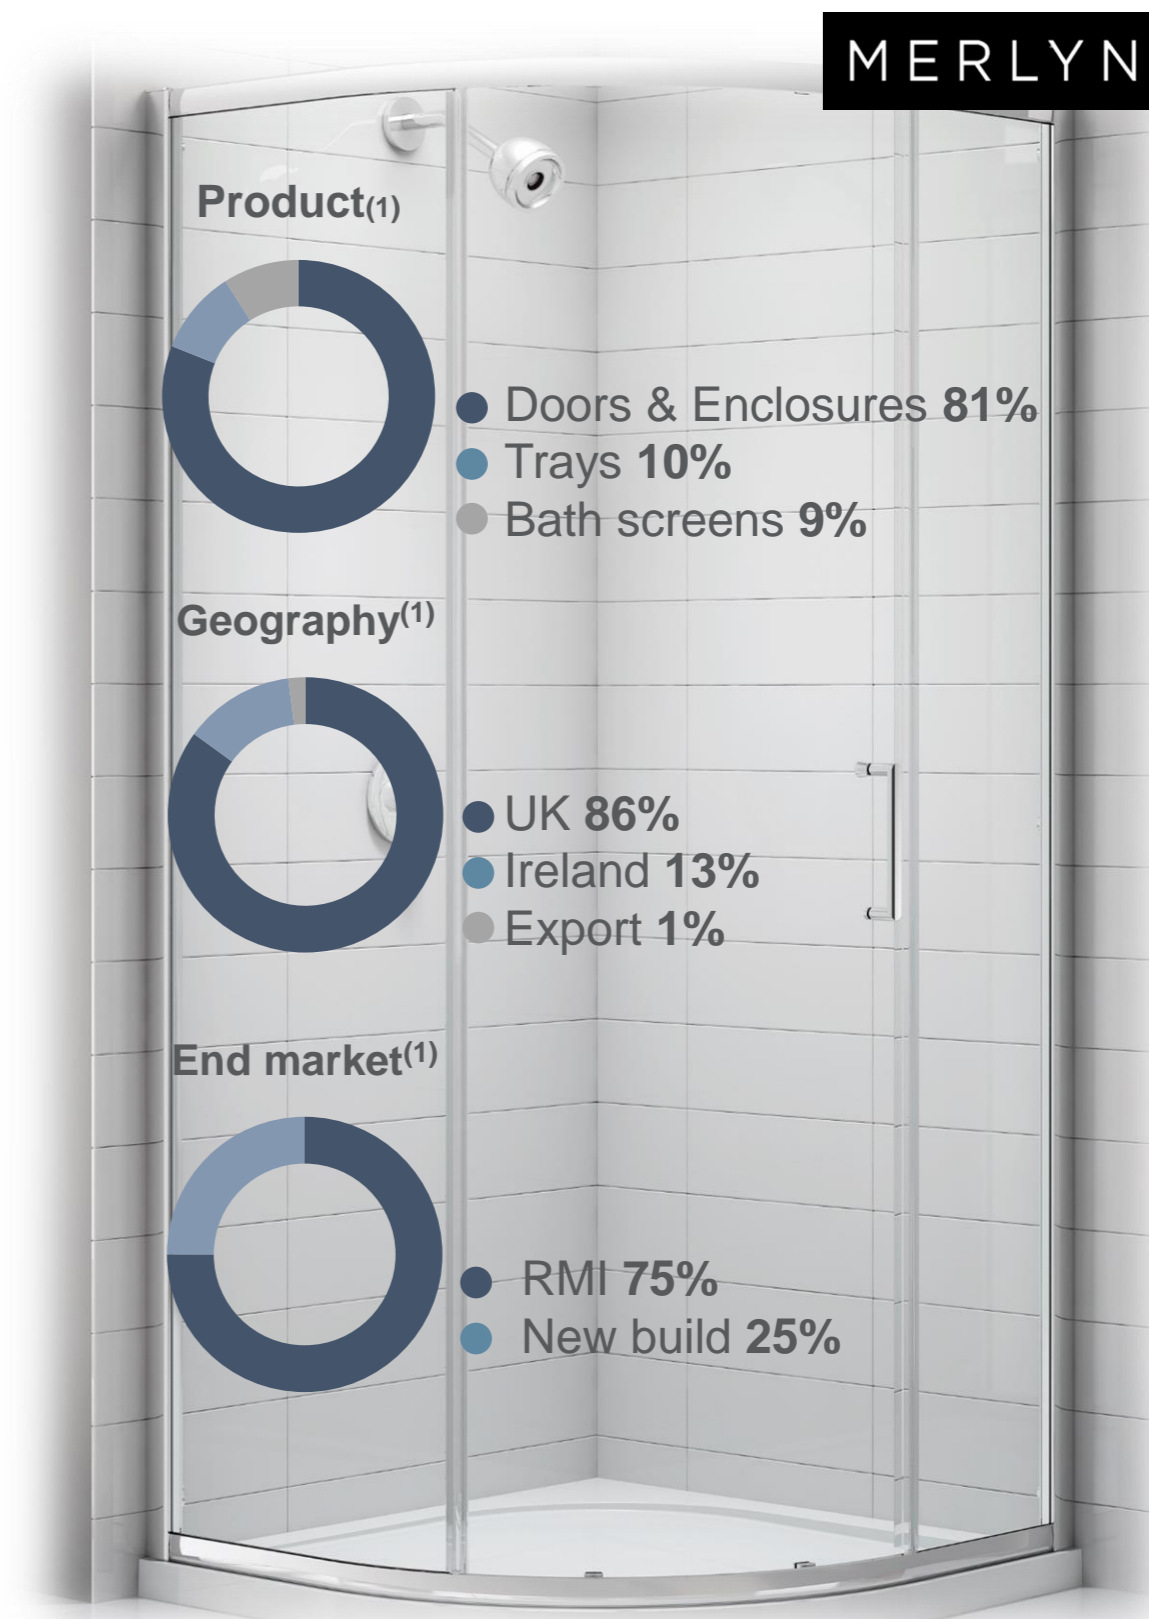 MERLYN
Product(1)
Doors & Enclosures 81%
Trays 10%
Bath screens 9%
Geography(1)
UK 86%
Ireland 13%
Export 1%
End market(1)
RMI 75%
New build 25%